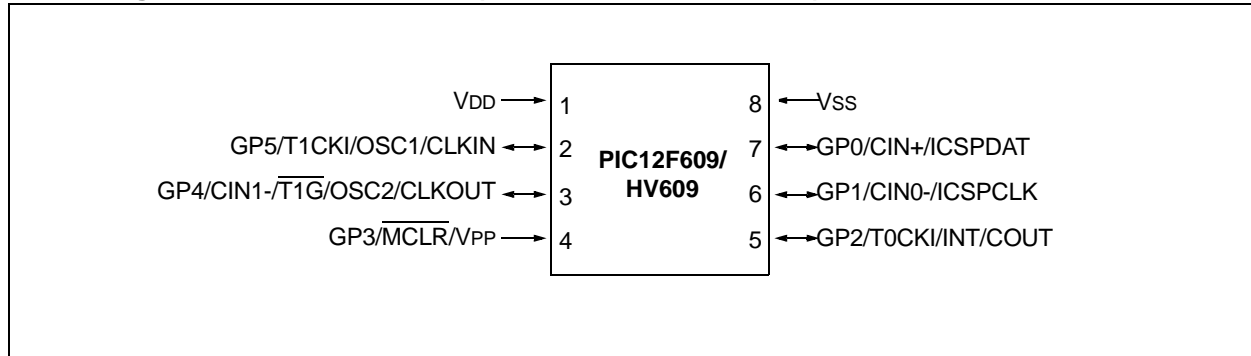 VDD 1
GP5/T1CKI/OSC1/CLKIN 2
GP4/CIN1-/T1G/OSC2/CLKOUT 3
GP3/MCLR/VPP 4
PIC12F609/
HV609
8 VSS
7 GP0/CIN+/ICSPDAT
6 GP1/CIN0-/ICSPCLK
5 GP2/T0CKI/INT/COUT